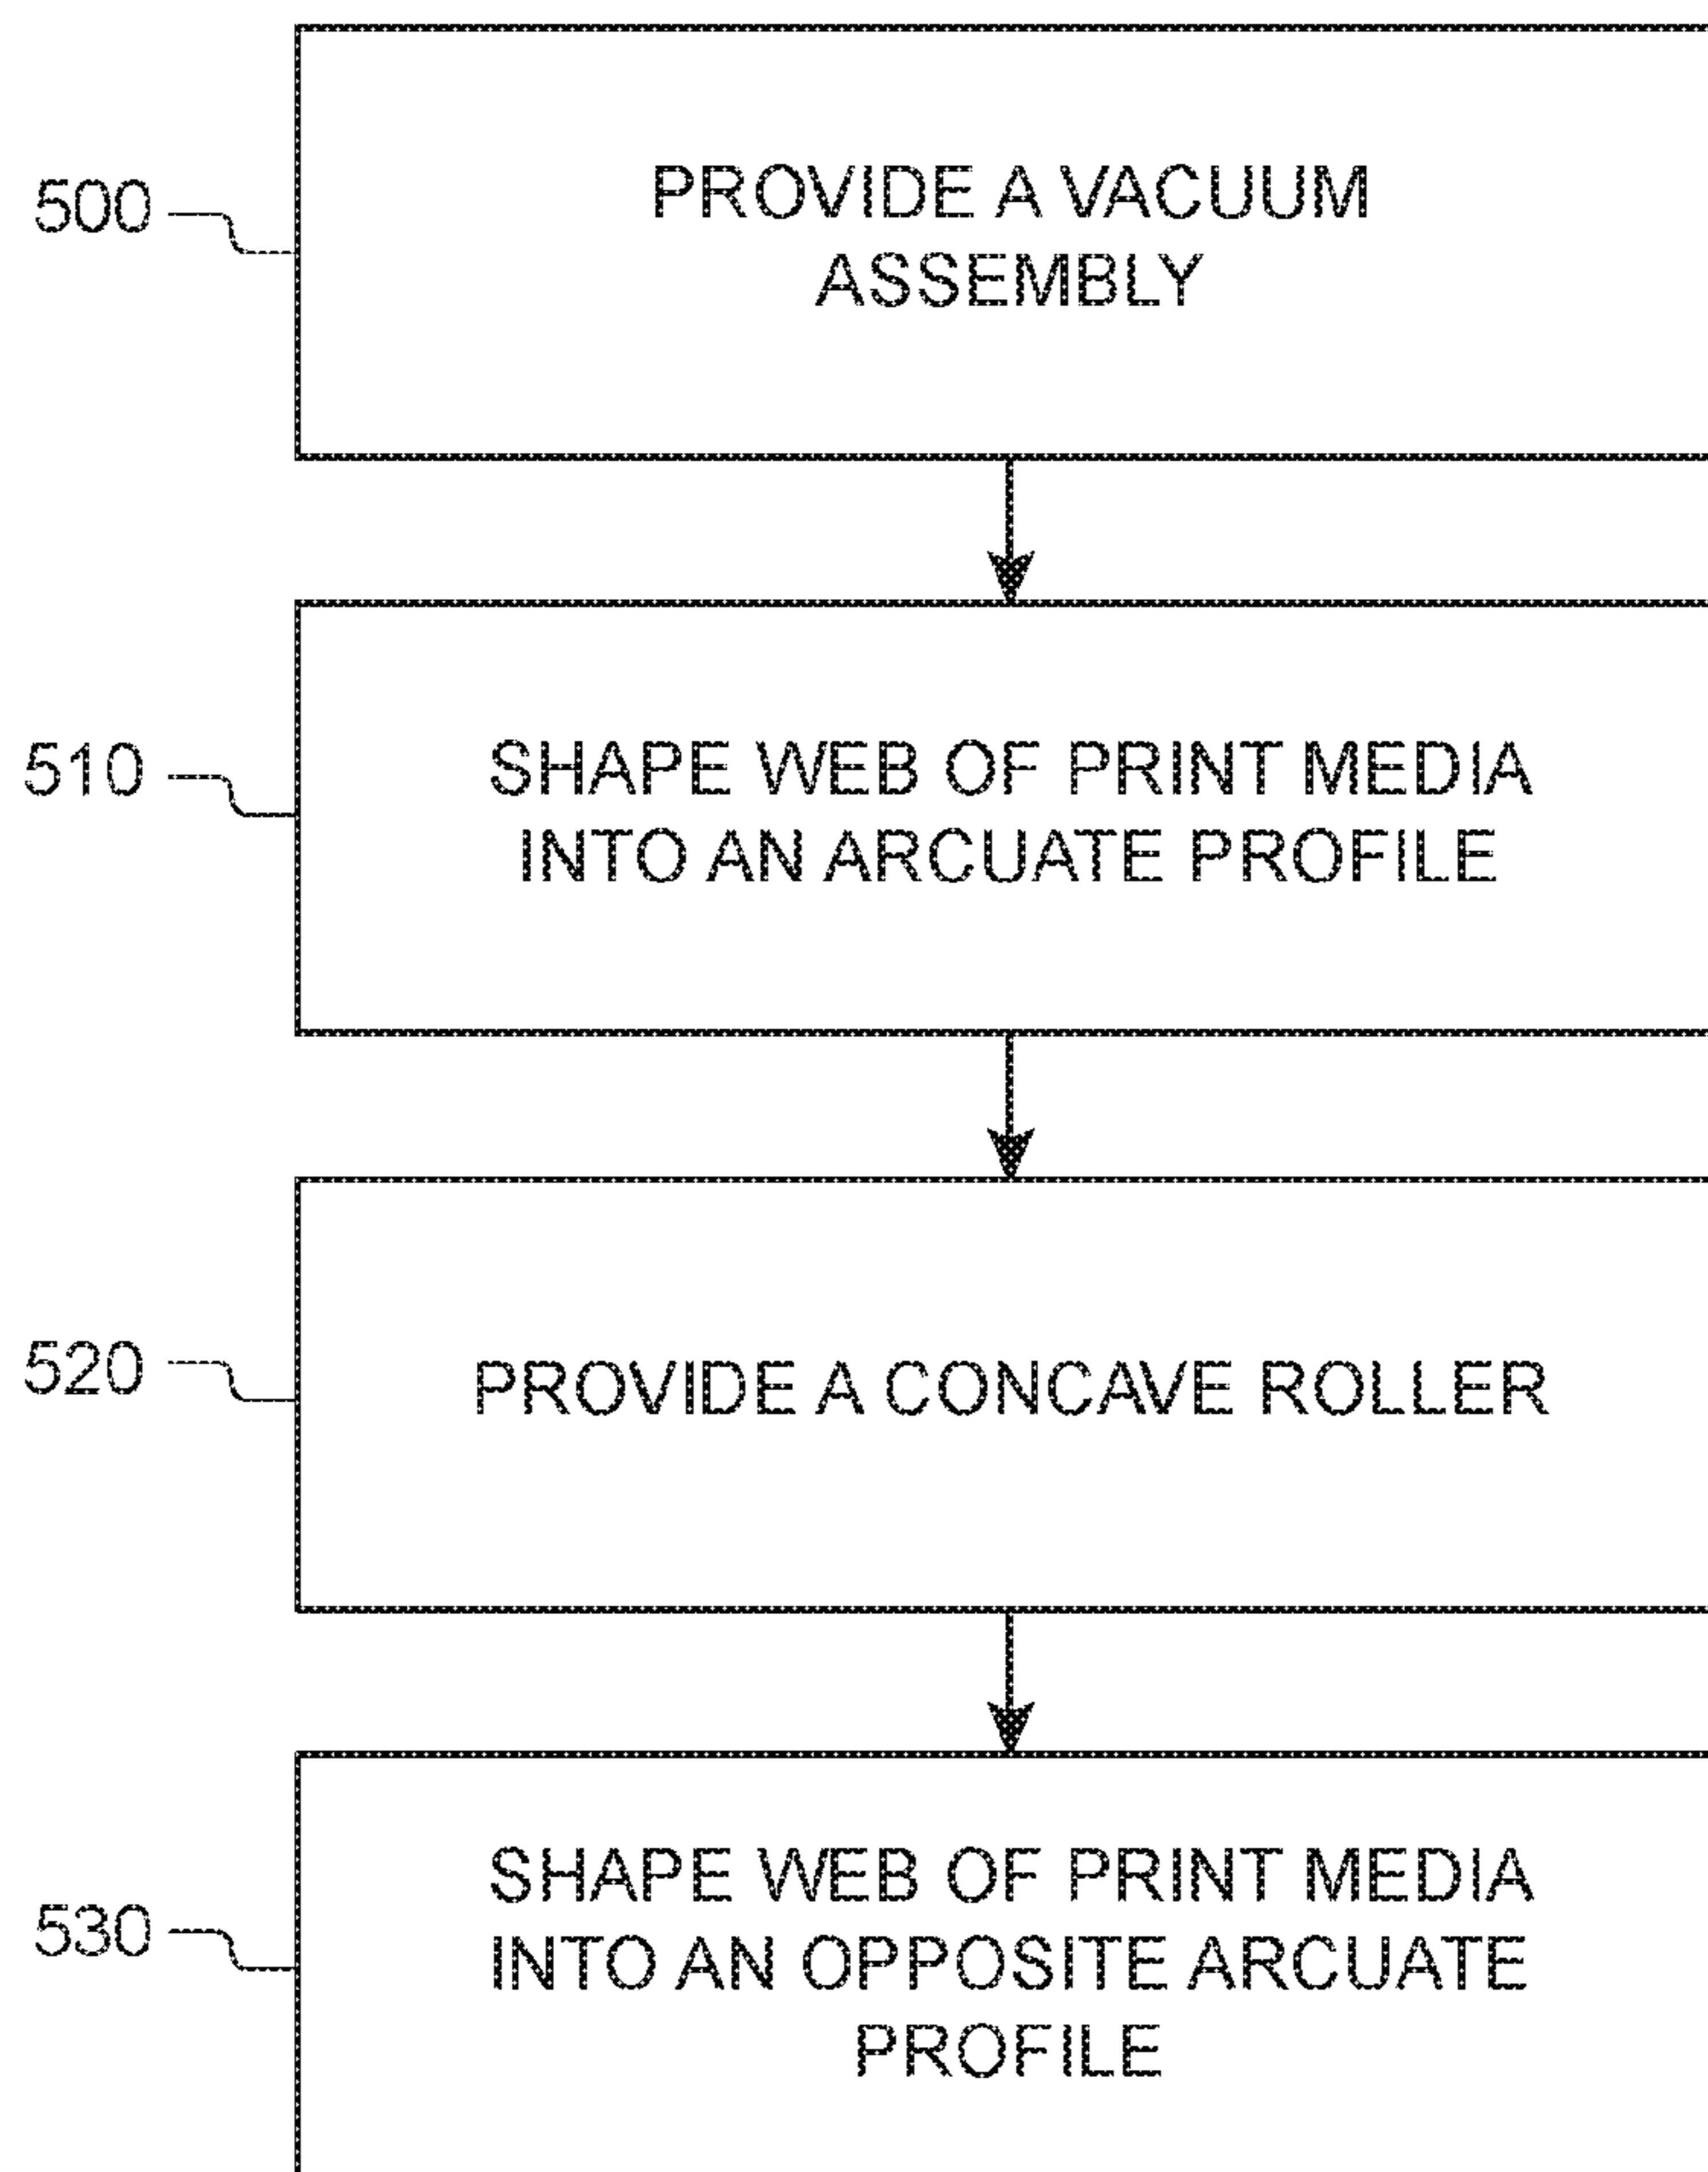 500
PROVIDE A VACUUM
ASSEMBLY
510
SHAPE WEB OF PRINT MEDIA
INTO AN ARCUATE PROFILE
520
PROVIDE A CONCAVE ROLLER
530
SHAPE WEB OF PRINT MEDIA
INTO AN OPPOSITE ARCUATE
PROFILE